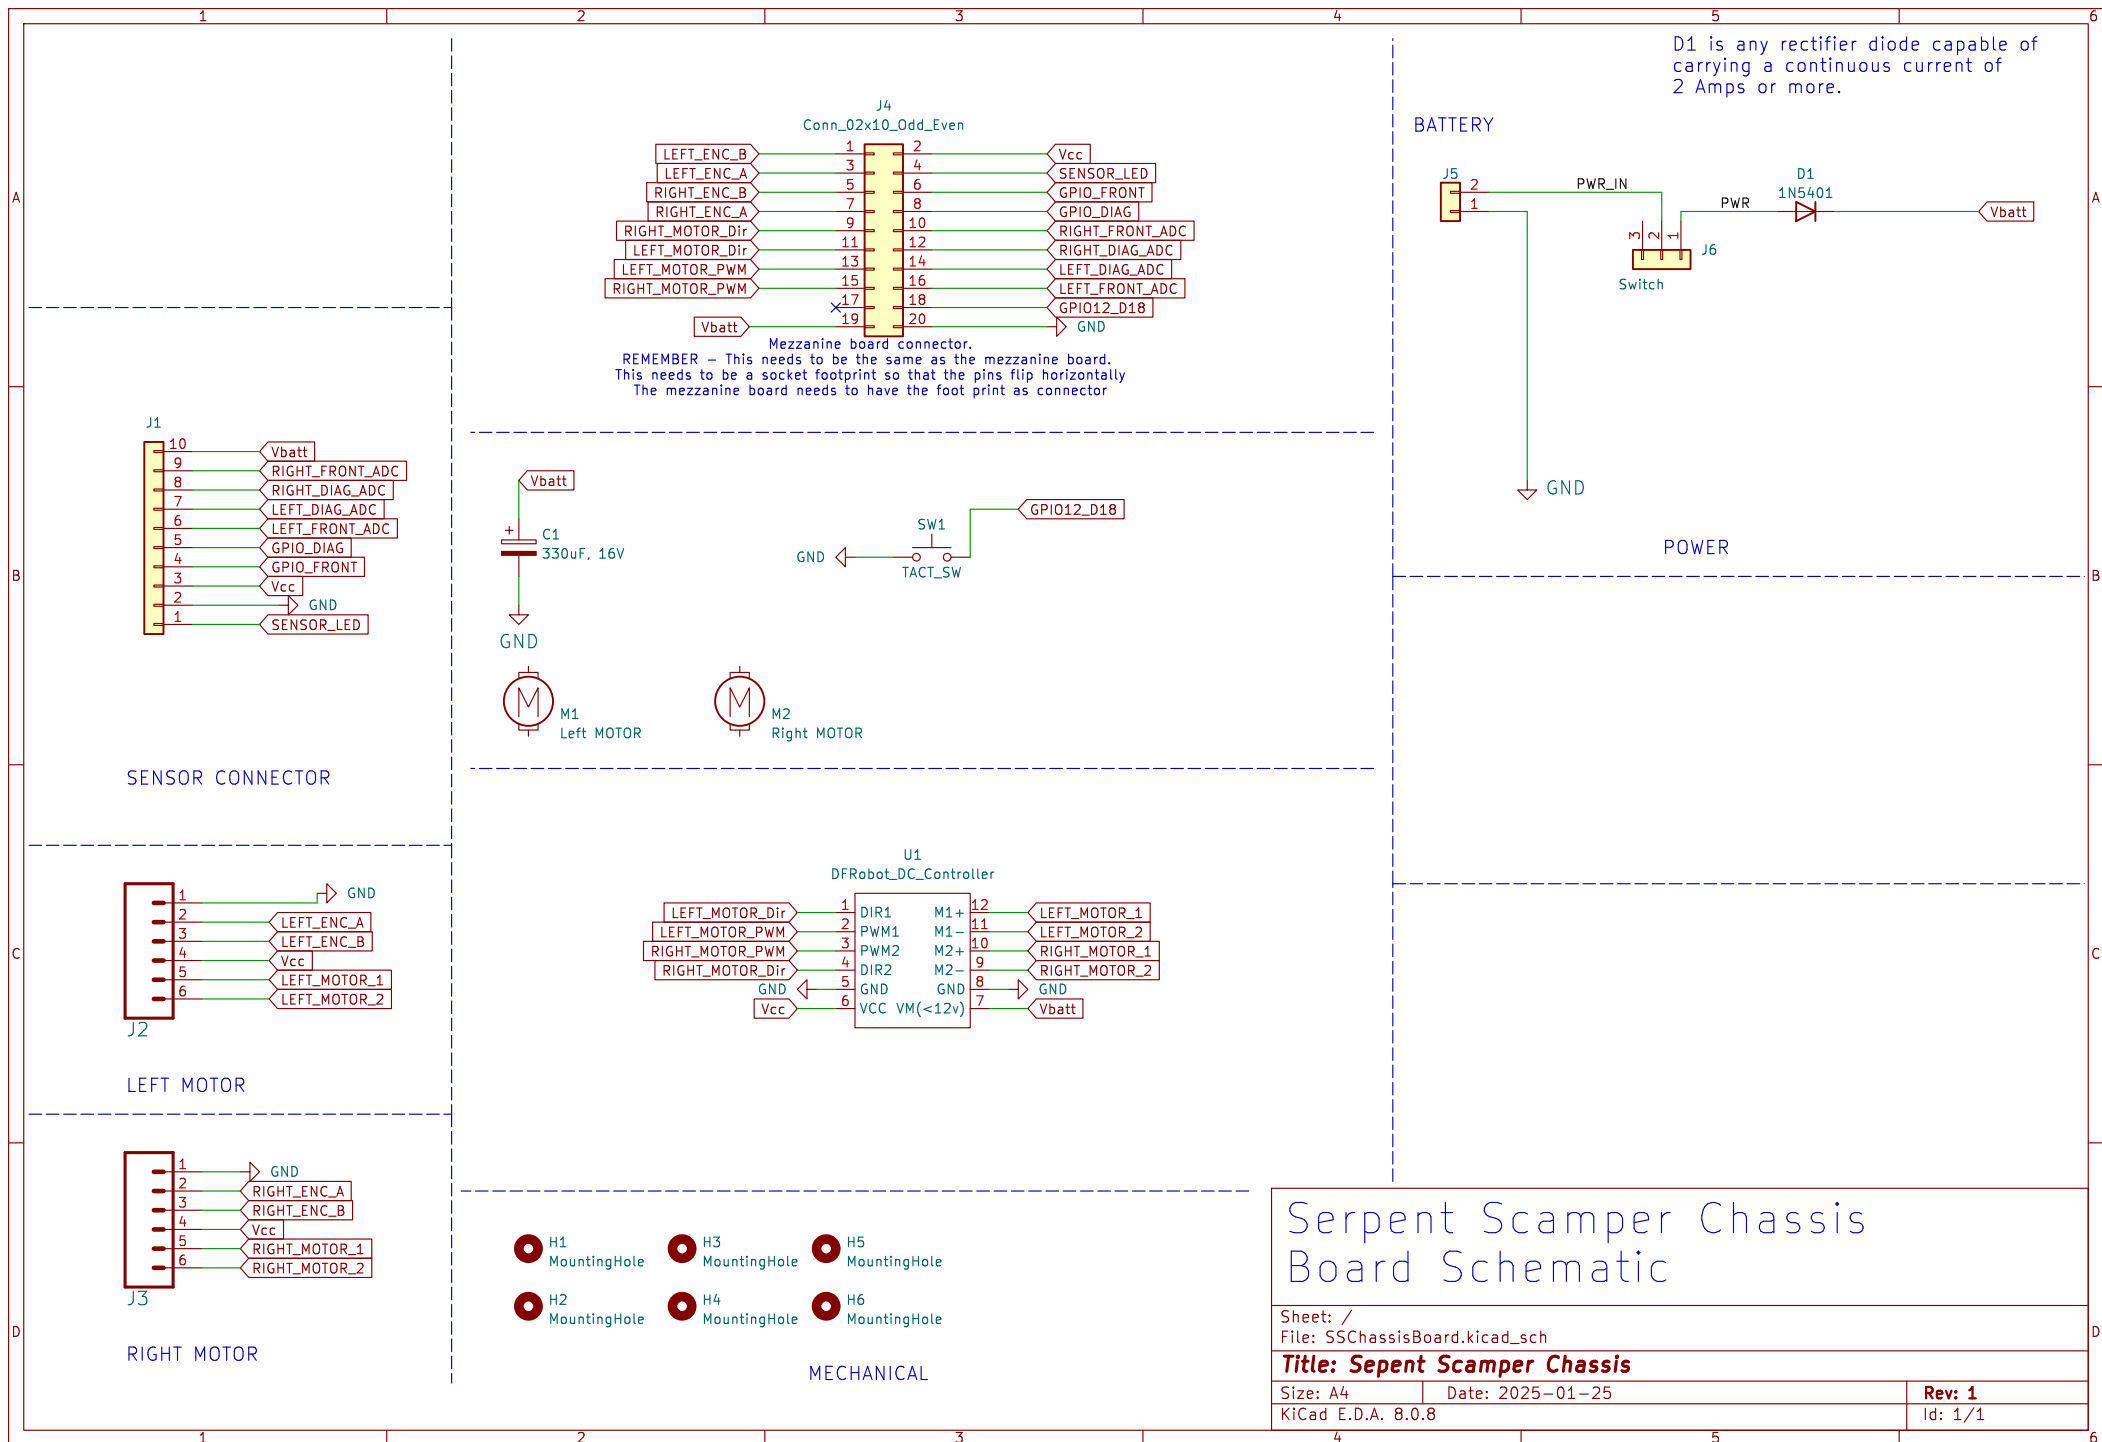 1 2 3 4 5 6
D1 is any rectifier diode capable of
carrying a continuous current of
2 Amps or more.
J4
Conn_02x10_Odd_Even
LEFT_ENC_B 1 2 Vcc
LEFT_ENC_A 3 4 SENSOR_LED
RIGHT_ENC_B 5 6 GPIO_FRONT
RIGHT_ENC_A 7 8 GPIO_DIAG
RIGHT_MOTOR_Dir 9 10 RIGHT_FRONT_ADC
LEFT_MOTOR_Dir 11 12 RIGHT_DIAG_ADC
LEFT_MOTOR_PWM 13 14 LEFT_DIAG_ADC
RIGHT_MOTOR_PWM 15 16 LEFT_FRONT_ADC
17 18 GPIO12_D18
Vbatt 19 20 GND
Mezzanine board connector.
REMEMBER – This needs to be the same as the mezzanine board.
This needs to be a socket footprint so that the pins flip horizontally
The mezzanine board needs to have the foot print as connector
BATTERY
J5
2
1
PWR_IN
PWR
D1
1N5401
Vbatt
3 2 1
J6
Switch
GND
POWER
A A
J1
10 Vbatt
9 RIGHT_FRONT_ADC
8 RIGHT_DIAG_ADC
7 LEFT_DIAG_ADC
6 LEFT_FRONT_ADC
5 GPIO_DIAG
4 GPIO_FRONT
3 Vcc
2 GND
1 SENSOR_LED
SENSOR CONNECTOR
Vbatt
+
C1
330uF, 16V
GND
GPIO12_D18
SW1
GND
TACT_SW
M
M1
Left MOTOR
M
M2
Right MOTOR
B B
1 GND
2 LEFT_ENC_A
3 LEFT_ENC_B
4 Vcc
5 LEFT_MOTOR_1
6 LEFT_MOTOR_2
J2
LEFT MOTOR
U1
DFRobot_DC_Controller
LEFT_MOTOR_Dir 1 DIR1 M1+ 12 LEFT_MOTOR_1
LEFT_MOTOR_PWM 2 PWM1 M1− 11 LEFT_MOTOR_2
RIGHT_MOTOR_PWM 3 PWM2 M2+ 10 RIGHT_MOTOR_1
RIGHT_MOTOR_Dir 4 DIR2 M2− 9 RIGHT_MOTOR_2
GND 5 GND GND 8 GND
Vcc 6 VCC VM(<12v) 7 Vbatt
C C
1 GND
2 RIGHT_ENC_A
3 RIGHT_ENC_B
4 Vcc
5 RIGHT_MOTOR_1
6 RIGHT_MOTOR_2
J3
RIGHT MOTOR
H1
MountingHole
H3
MountingHole
H5
MountingHole
H2
MountingHole
H4
MountingHole
H6
MountingHole
MECHANICAL
D D
Serpent Scamper Chassis
Board Schematic
Sheet: /
File: SSChassisBoard.kicad_sch
Title: Sepent Scamper Chassis
Size: A4 Date: 2025-01-25 Rev: 1
KiCad E.D.A. 8.0.8 Id: 1/1
1 2 3 4 5 6